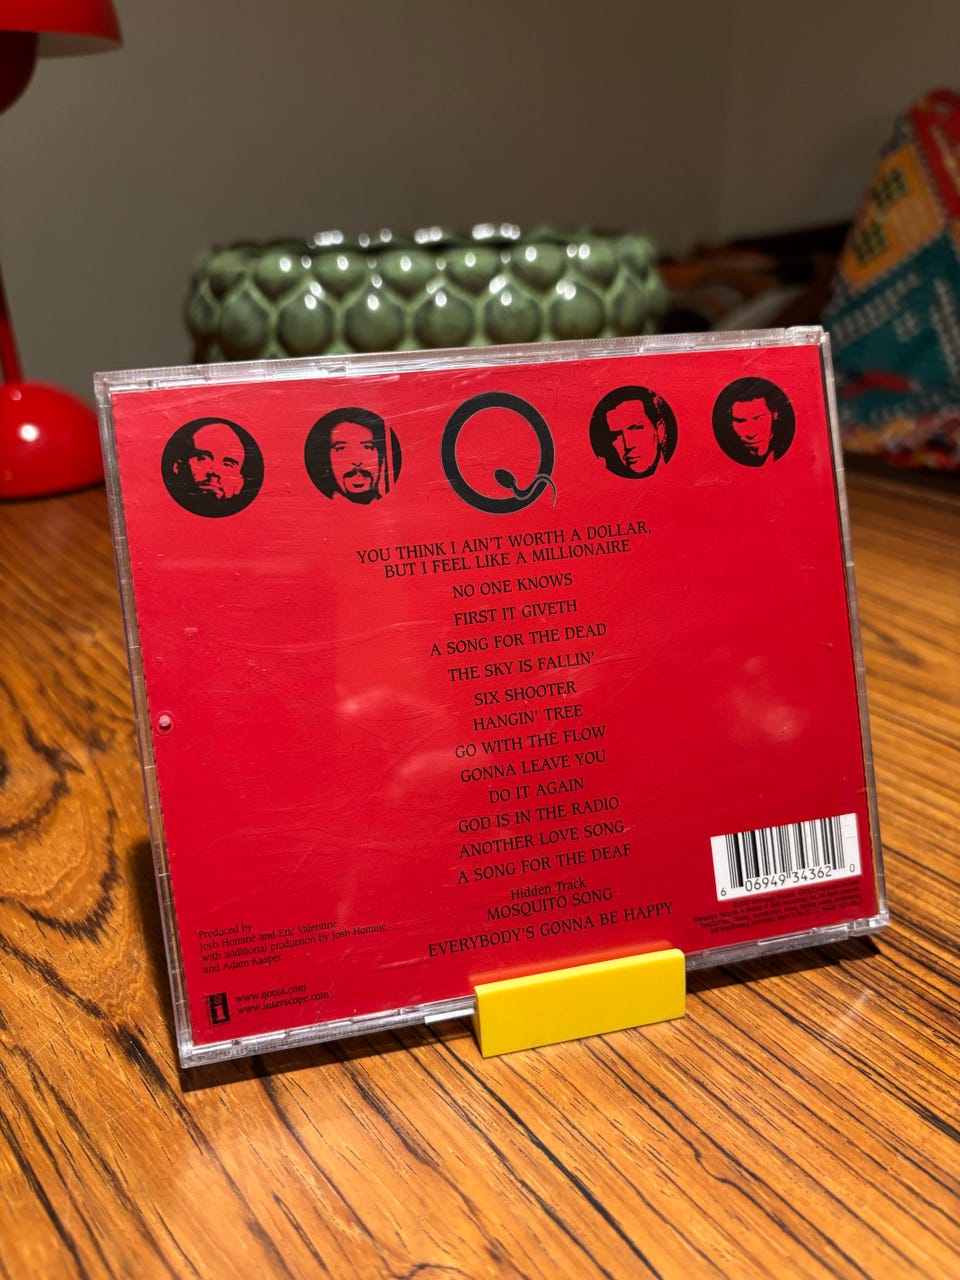 YOU THINK I AIN'T WORTH A DOLLAR,
BUT I FEEL LIKE A MILLIONAIRE
NO ONE KNOWS
FIRST IT GIVETH
A SONG FOR THE DEAD
THE SKY IS FALLIN'
SIX SHOOTER
HANGIN' TREE
GO WITH THE FLOW
GONNA LEAVE YOU
DO IT AGAIN
GOD IS IN THE RADIO
ANOTHER LOVE SONG
A SONG FOR THE DEAF
Hidden Track
MOSQUITO SONG
EVERYBODY'S GONNA BE HAPPY
Produced by
Josh Homme and Eric Valentine
with additional production by Josh Homme
and Adam Kasper
www.qotsa.com
www.interscope.com
i
6 06949 34362 0